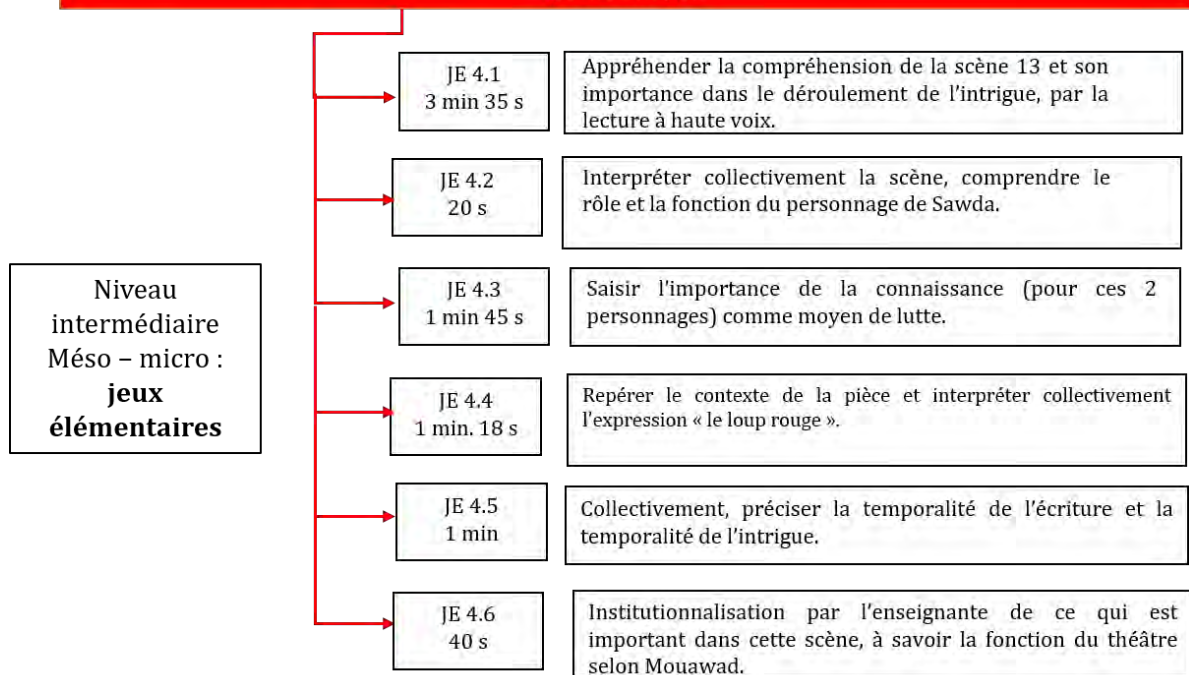 JE 4.1
3 min 35 s
Appréhender la compréhension de la scène 13 et son
importance dans le déroulement de l'intrigue, par la
lecture à haute voix.
JE 4.2
20 s
Interpréter collectivement la scène, comprendre le
rôle et la fonction du personnage de Sawda.
Niveau
intermédiaire
Méso – micro :
jeux
élémentaires
JE 4.3
1 min 45 s
Saisir l'importance de la connaissance (pour ces 2
personnages) comme moyen de lutte.
JE 4.4
1 min. 18 s
Repérer le contexte de la pièce et interpréter collectivement
l'expression « le loup rouge ».
JE 4.5
1 min
Collectivement, préciser la temporalité de l'écriture et la
temporalité de l'intrigue.
JE 4.6
40 s
Institutionnalisation par l'enseignante de ce qui est
important dans cette scène, à savoir la fonction du théâtre
selon Mouawad.